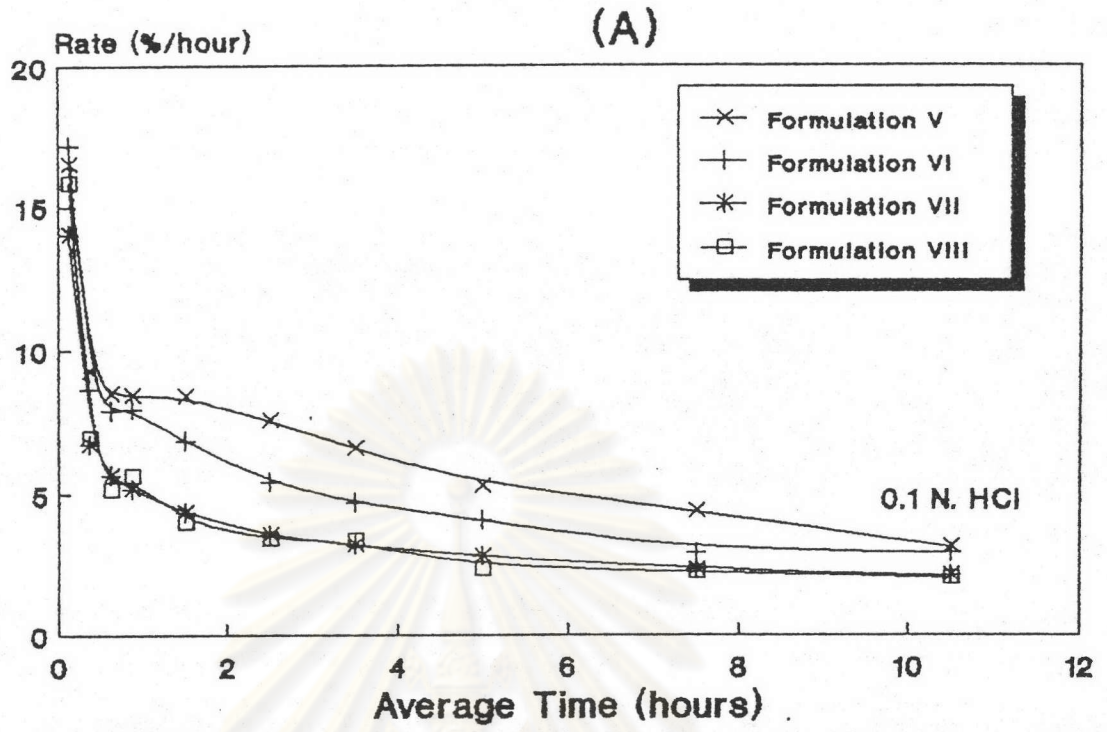 (A)
Rate (%/hour)
20
15
10
5
0
Formulation V
Formulation VI
Formulation VII
Formulation VIII
0.1 N. HCl
0 2 4 6 8 10 12
Average Time (hours)